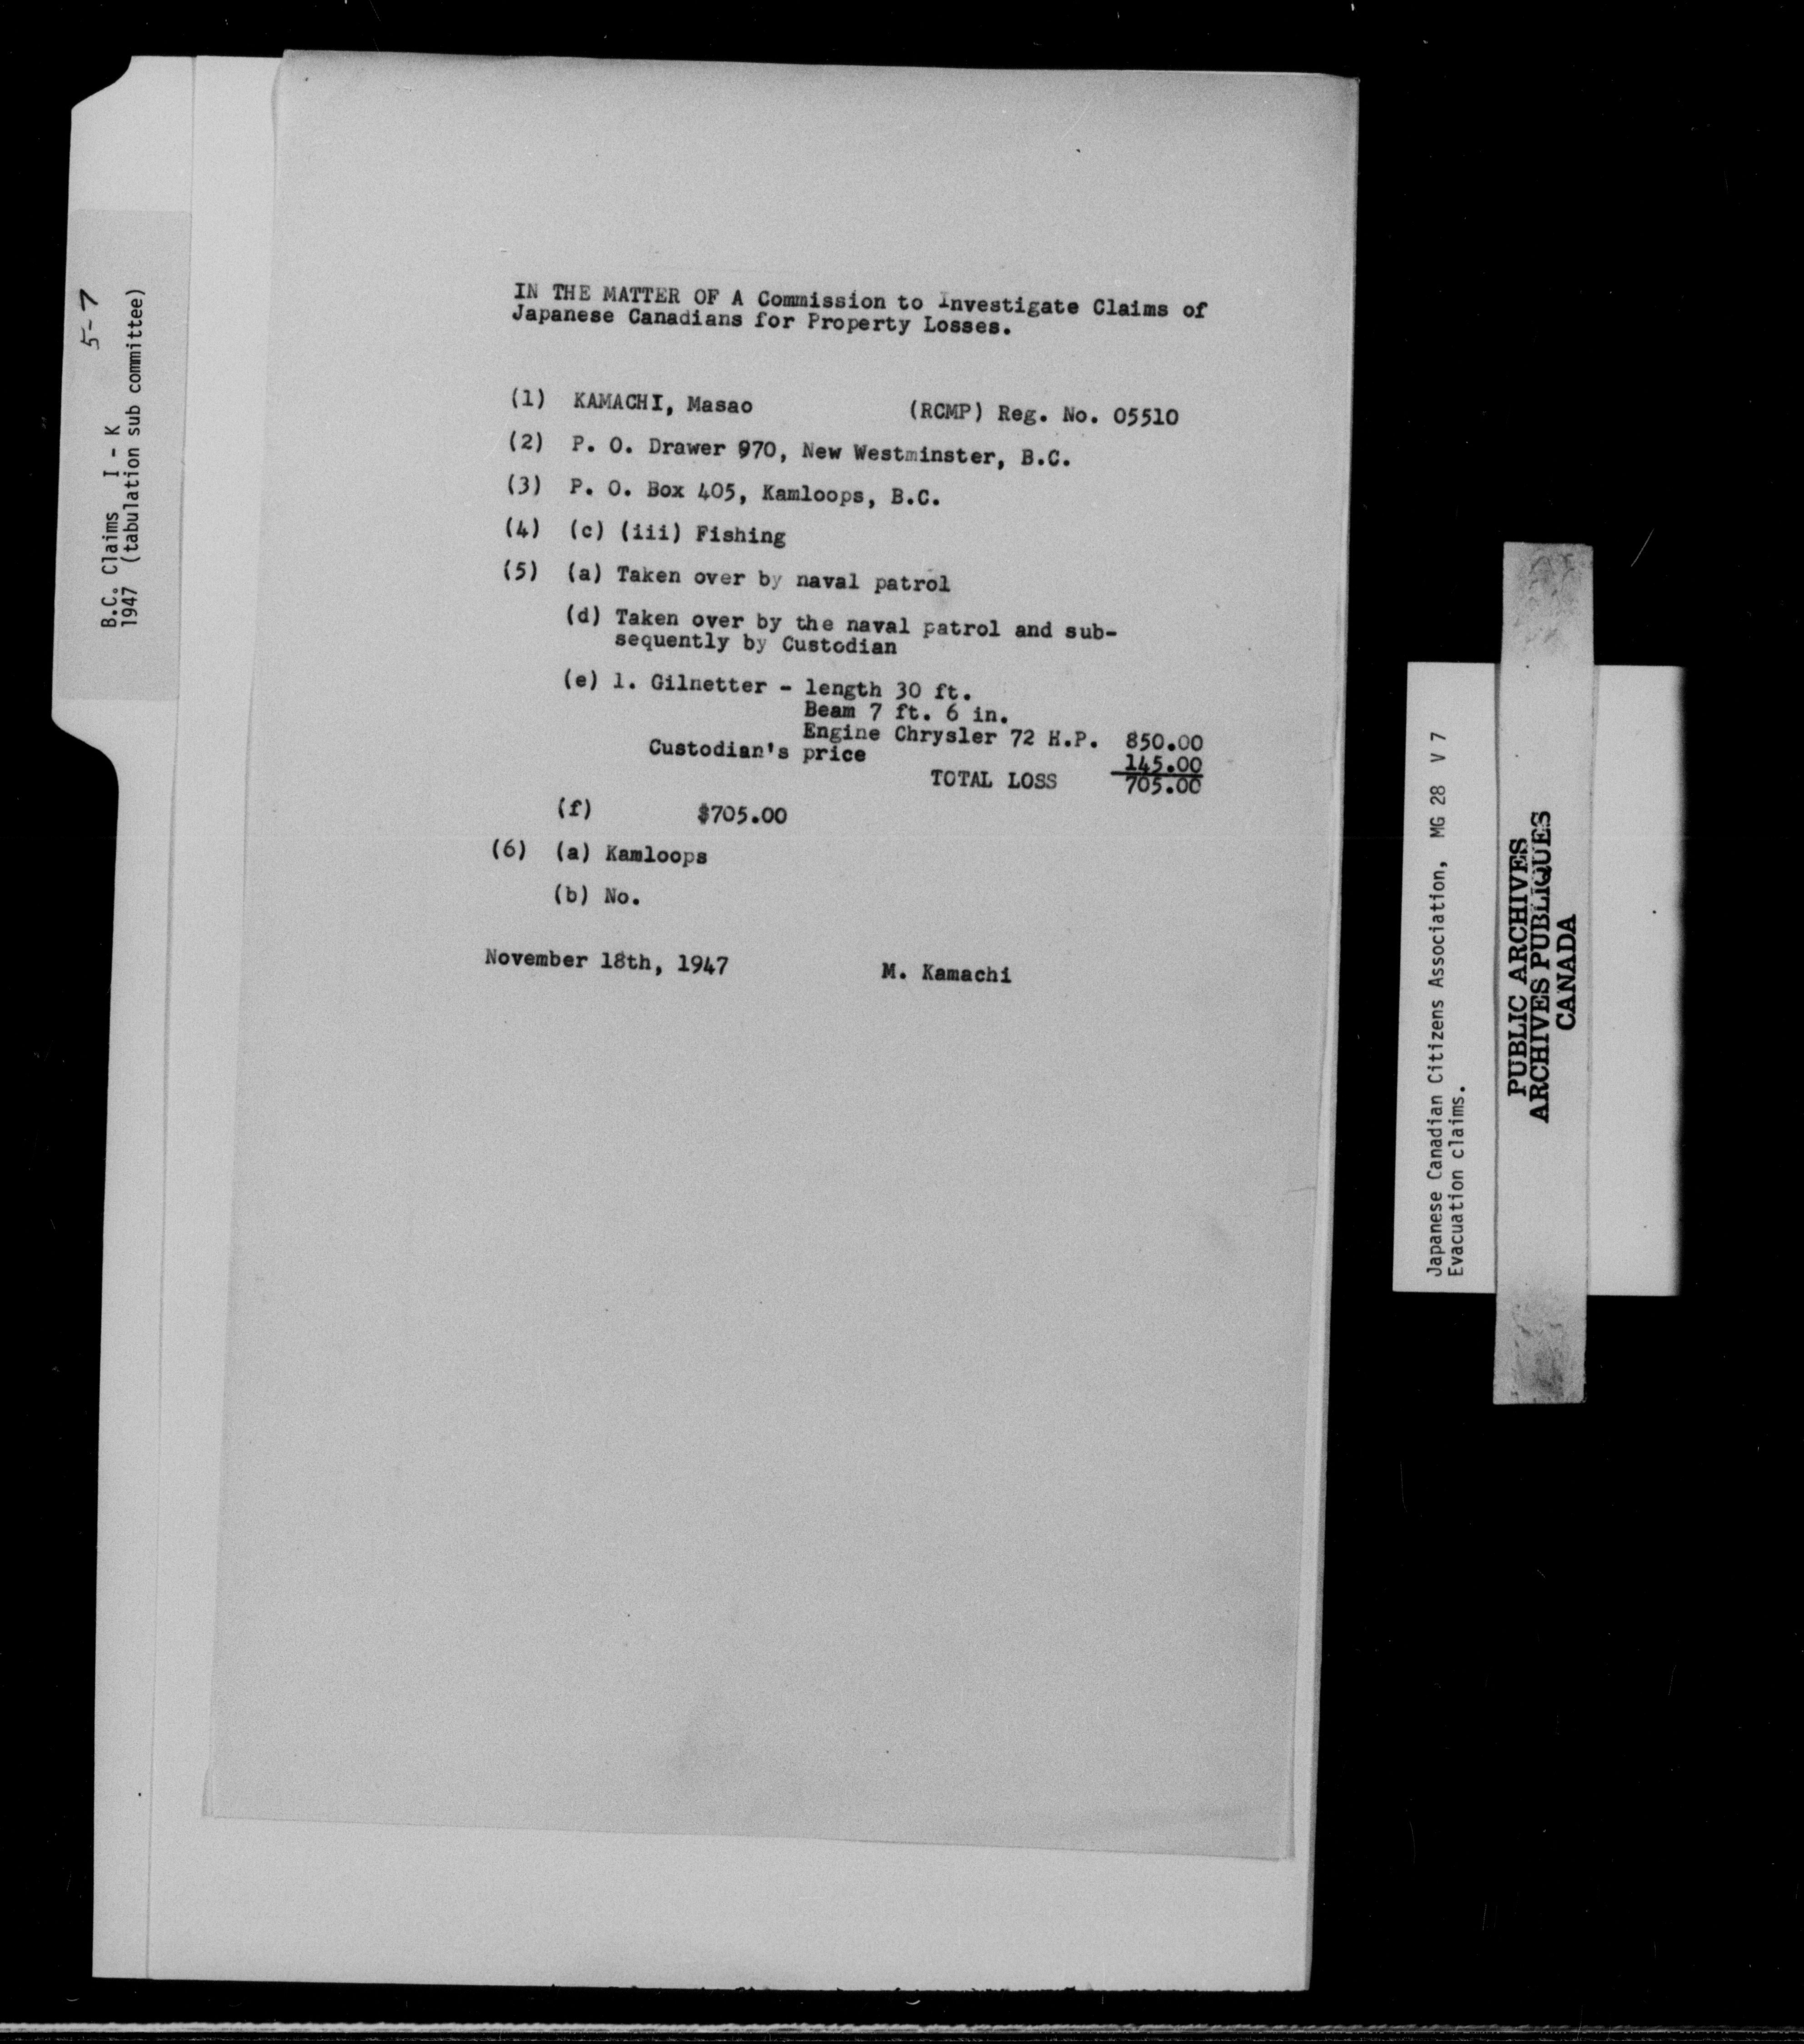 5-7
B.C. Claims I - K
1947 (tabulation sub committee)
IN THE MATTER OF A Commission to Investigate Claims of
Japanese Canadians for Property Losses.
(1) KAMACHI, Masao (RCMP) Reg. No. 05510
(2) P. O. Drawer 970, New Westminster, B.C.
(3) P. O. Box 405, Kamloops, B.C.
(4) (c) (iii) Fishing
(5) (a) Taken over by naval patrol
(d) Taken over by the naval patrol and sub-
sequently by Custodian
(e) 1. Gilnetter - length 30 ft.
Beam 7 ft. 6 in.
Engine Chrysler 72 H.P. 850.00
Custodian's price 145.00
TOTAL LOSS 705.00
(f) $705.00
(6) (a) Kamloops
(b) No.
November 18th, 1947 M. Kamachi
Japanese Canadian Citizens Association, MG 28 V 7
Evacuation claims.
PUBLIC ARCHIVES
ARCHIVES PUBLIQUES
CANADA